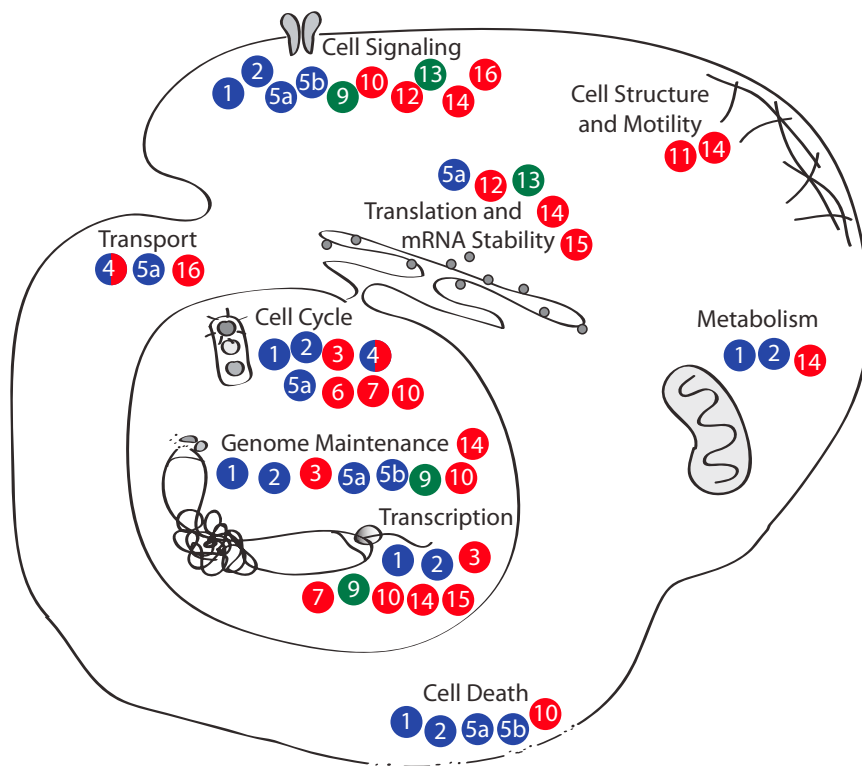 Cell Signaling
1 2 5a 5b 9 10 12 13 14 16
Cell Structure
and Motility
11 14
5a 12 13
Translation and 14
mRNA Stability 15
Transport
4 5a 16
Cell Cycle
1 2 3 4
5a 6 7 10
Metabolism
1 2 14
Genome Maintenance 14
1 2 3 5a 5b 9 10
Transcription
1 2 3
7 9 10 14 15
Cell Death
1 2 5a 5b 10